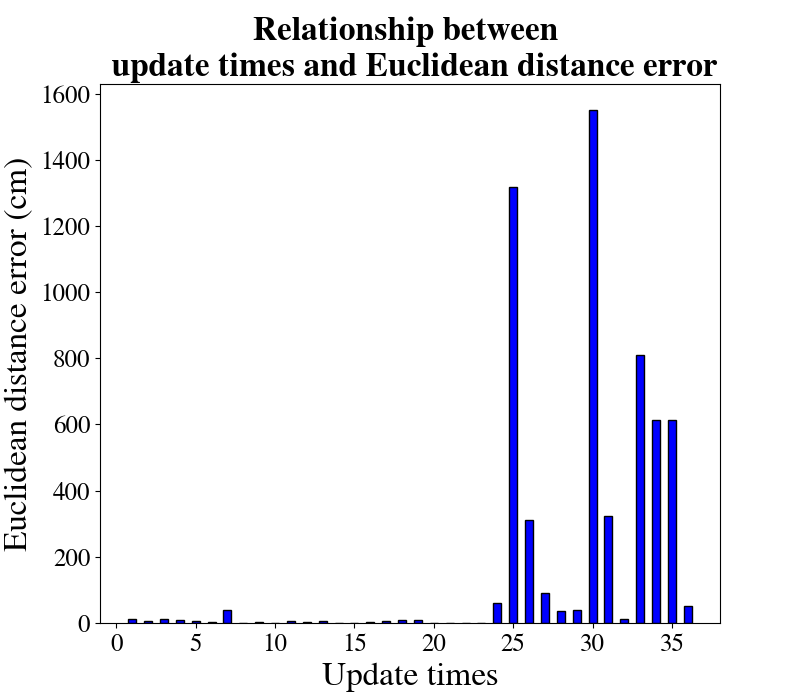 Relationship between
update times and Euclidean distance error
Euclidean distance error (cm)
1600
1400
1200
1000
800
600
400
200
0
0 5 10 15 20 25 30 35
Update times